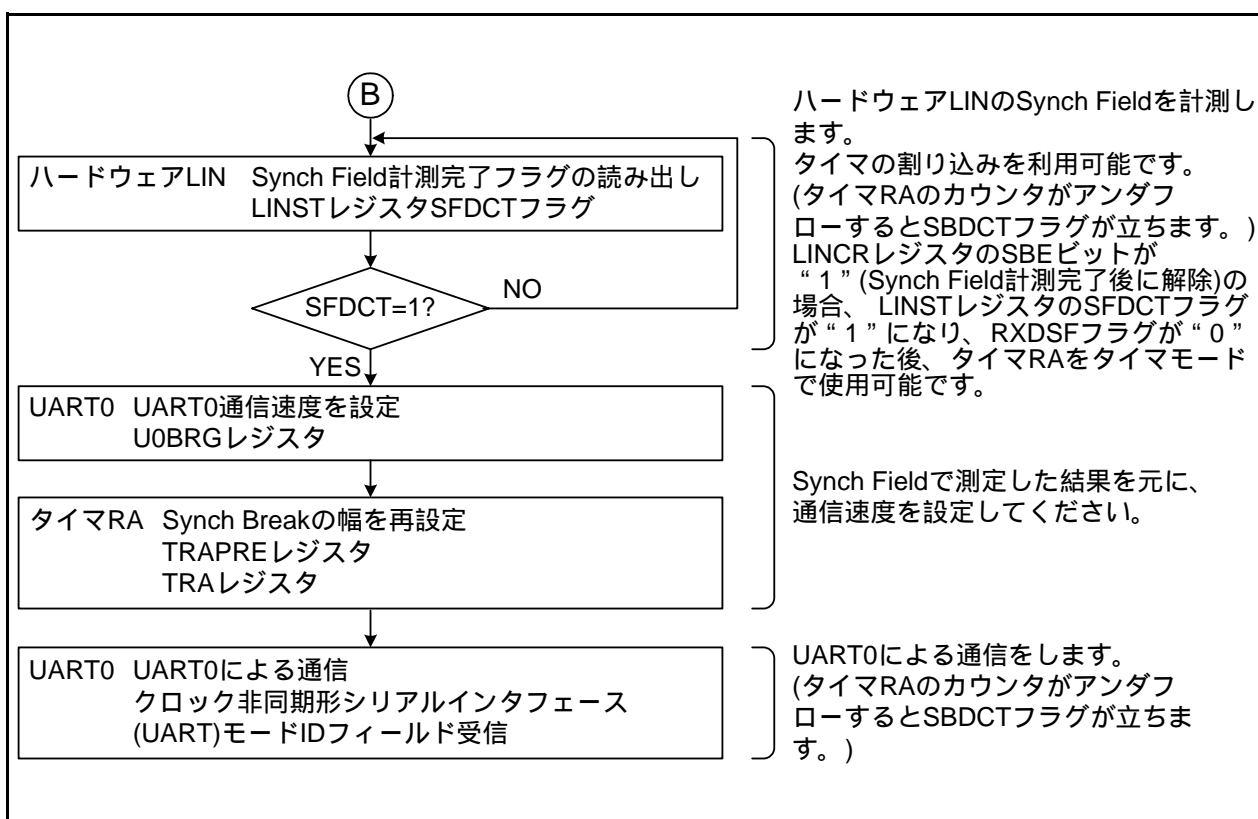 B
ハードウェアLIN Synch Field計測完了フラグの読み出し
LINSTレジスタSFDCTフラグ
SFDCT=1?
NO
YES
ハードウェアLINのSynch Fieldを計測し
ます。
タイマの割り込みを利用可能です。
(タイマRAのカウンタがアンダフ
ローするとSBDCTフラグが立ちます。)
LINCRレジスタのSBEビットが
“1”(Synch Field計測完了後に解除)の
場合、LINSTレジスタのSFDCTフラグ
が“1”になり、RXDSFフラグが“0”
になった後、タイマRAをタイマモード
で使用可能です。
UART0 UART0通信速度を設定
U0BRGレジスタ
タイマRA Synch Breakの幅を再設定
TRAPREレジスタ
TRAレジスタ
Synch Fieldで測定した結果を元に、
通信速度を設定してください。
UART0 UART0による通信
クロック非同期形シリアルインタフェース
(UART)モードIDフィールド受信
UART0による通信をします。
(タイマRAのカウンタがアンダフ
ローするとSBDCTフラグが立ちま
す。)